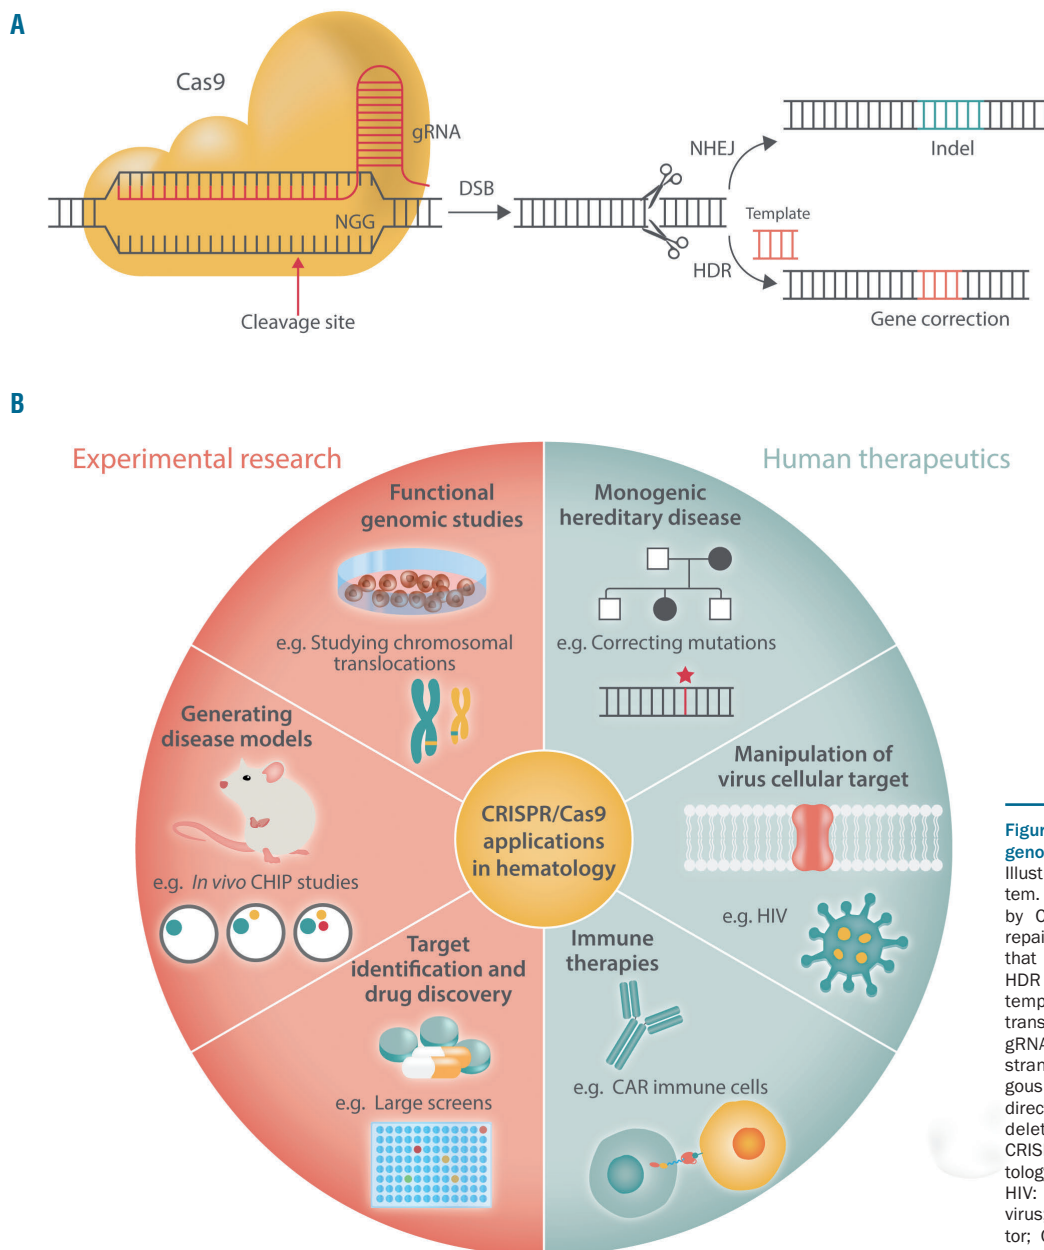 A
Cas9
gRNA
NGG
Cleavage site
DSB
NHEJ
Indel
Template
HDR
Gene correction
B
Experimental research
Human therapeutics
Functional
genomic studies
e.g. Studying chromosomal
translocations
Monogenic
hereditary disease
e.g. Correcting mutations
Generating
disease models
e.g. In vivo CHIP studies
Manipulation of
virus cellular target
e.g. HIV
CRISPR/Cas9
applications
in hematology
Target
identification and
drug discovery
e.g. Large screens
Immune
therapies
e.g. CAR immune cells
Figur
geno
Illust
tem.
by C
repai
that
HDR
temp
trans
gRNA
stran
gous
direc
delet
CRIS
tolog
HIV:
virus
tor; C